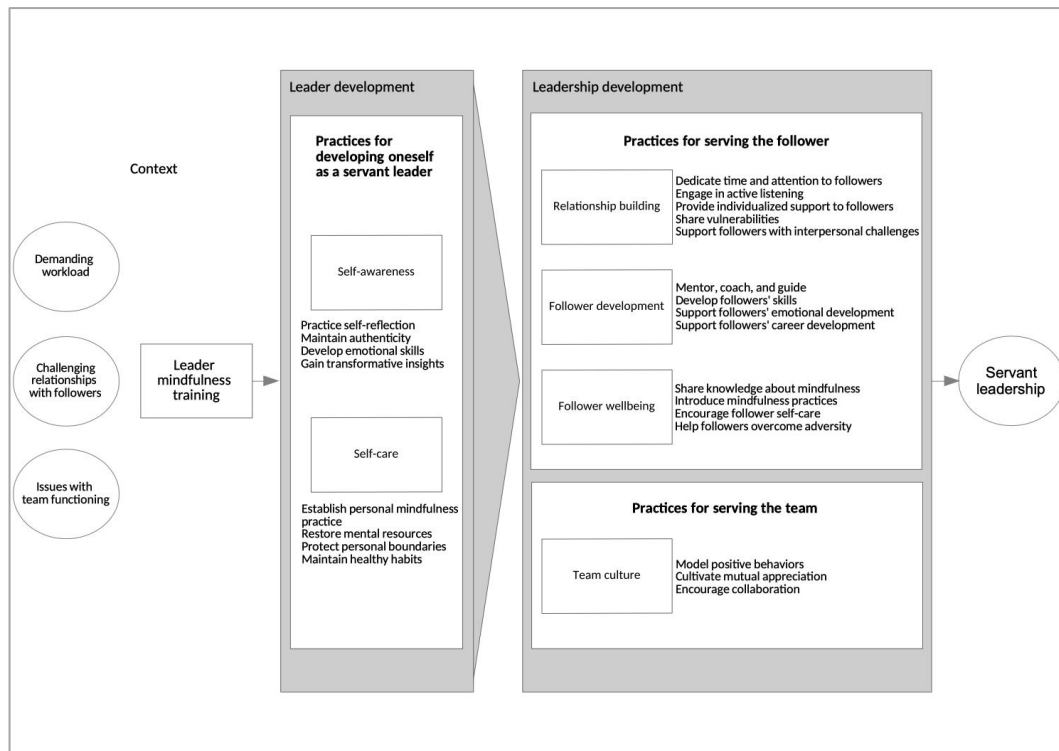 Context
Demanding
workload
Challenging
relationships
with followers
Issues with
team functioning
Leader
mindfulness
training
Leader development
Practices for
developing oneself
as a servant leader
Self-awareness
Practice self-reflection
Maintain authenticity
Develop emotional skills
Gain transformative insights
Self-care
Establish personal mindfulness
practice
Restore mental resources
Protect personal boundaries
Maintain healthy habits
Leadership development
Practices for serving the follower
Relationship building
Dedicate time and attention to followers
Engage in active listening
Provide individualized support to followers
Share vulnerabilities
Support followers with interpersonal challenges
Follower development
Mentor, coach, and guide
Develop followers' skills
Support followers' emotional development
Support followers' career development
Follower wellbeing
Share knowledge about mindfulness
Introduce mindfulness practices
Encourage follower self-care
Help followers overcome adversity
Practices for serving the team
Team culture
Model positive behaviors
Cultivate mutual appreciation
Encourage collaboration
Servant
leadership